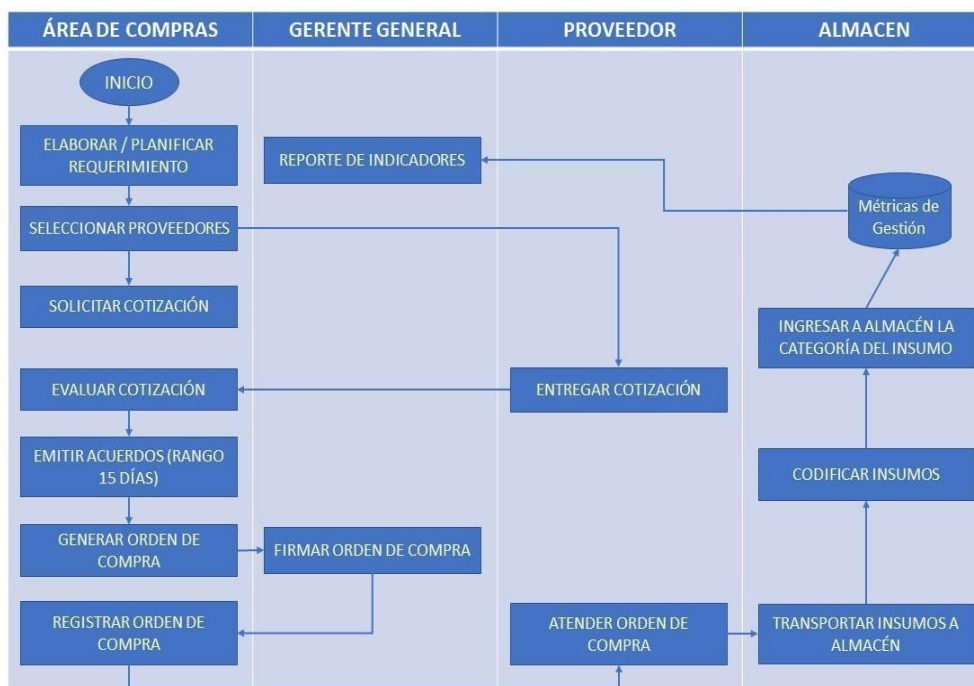 ÁREA DE COMPRAS
GERENTE GENERAL
PROVEEDOR
ALMACEN
INICIO
ELABORAR / PLANIFICAR
REQUERIMIENTO
REPORTE DE INDICADORES
SELECCIONAR PROVEEDORES
Métricas de
Gestión
SOLICITAR COTIZACIÓN
INGRESAR A ALMACÉN LA
CATEGORÍA DEL INSUMO
EVALUAR COTIZACIÓN
ENTREGAR COTIZACIÓN
EMITIR ACUERDOS (RANGO
15 DÍAS)
CODIFICAR INSUMOS
GENERAR ORDEN DE
COMPRA
FIRMAR ORDEN DE COMPRA
REGISTRAR ORDEN DE
COMPRA
ATENDER ORDEN DE
COMPRA
TRANSPORTAR INSUMOS A
ALMACÉN